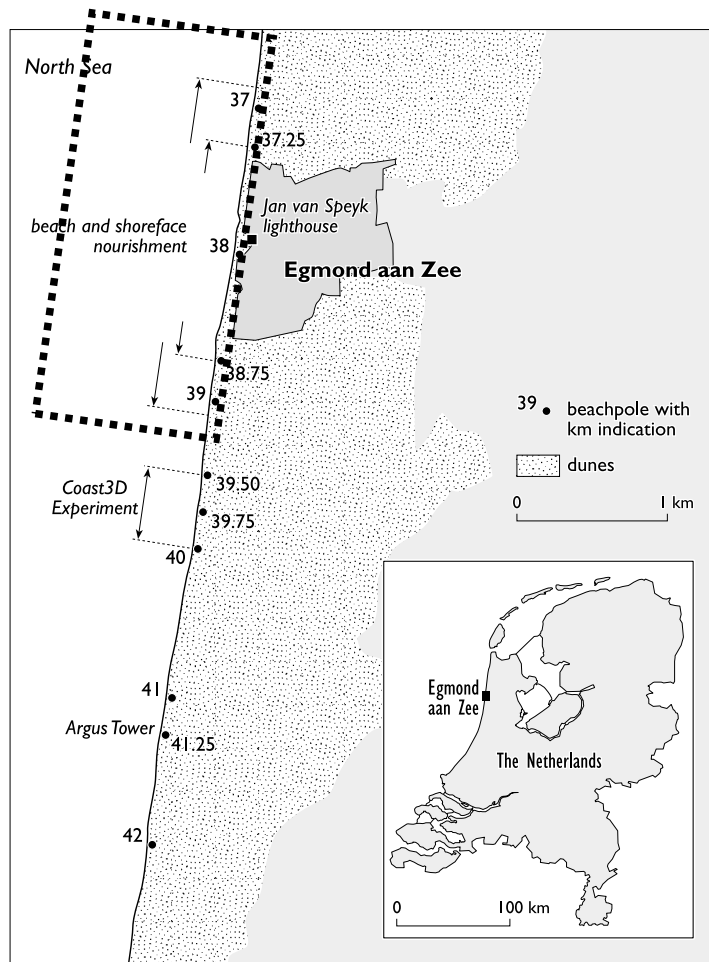 North Sea
37
37.25
Jan van Speyk
lighthouse
beach and shoreface
nourishment
38
Egmond aan Zee
38.75
39
39 beachpole with
km indication
dunes
0 1 km
Coast3D
Experiment
39.50
39.75
40
41
Argus Tower
41.25
42
Egmond
aan Zee
The Netherlands
0 100 km